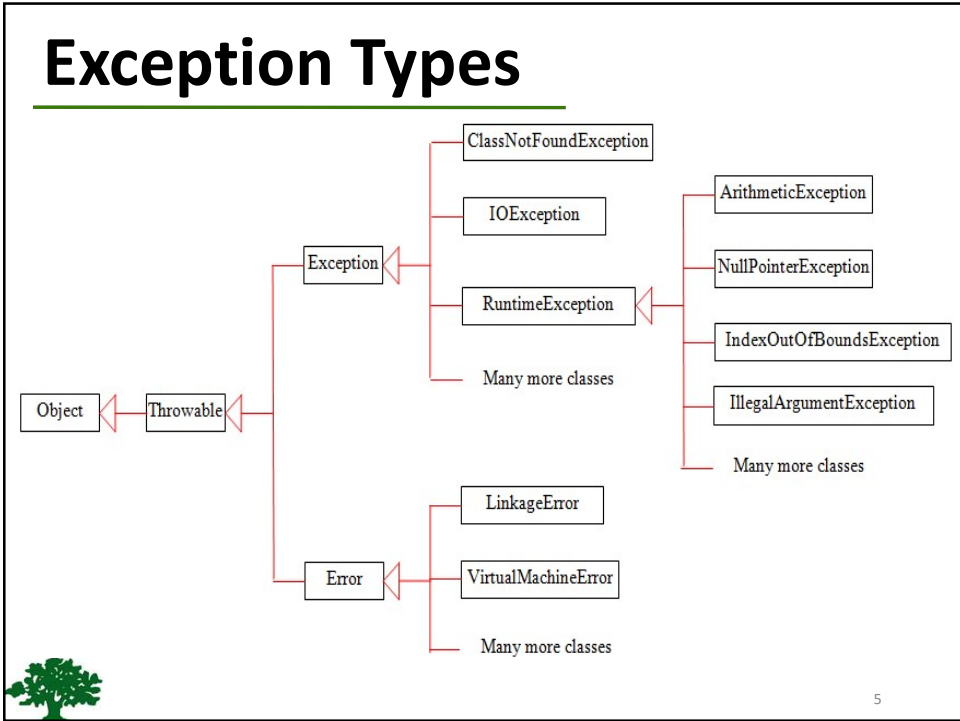 Exception Types
ClassNotFoundException
ArithmeticException
IOException
Exception
NullPointerException
RuntimeException
IndexOutOfBoundsException
Many more classes
Object
Throwable
IllegalArgumentException
Many more classes
LinkageError
Error
VirtualMachineError
Many more classes
5